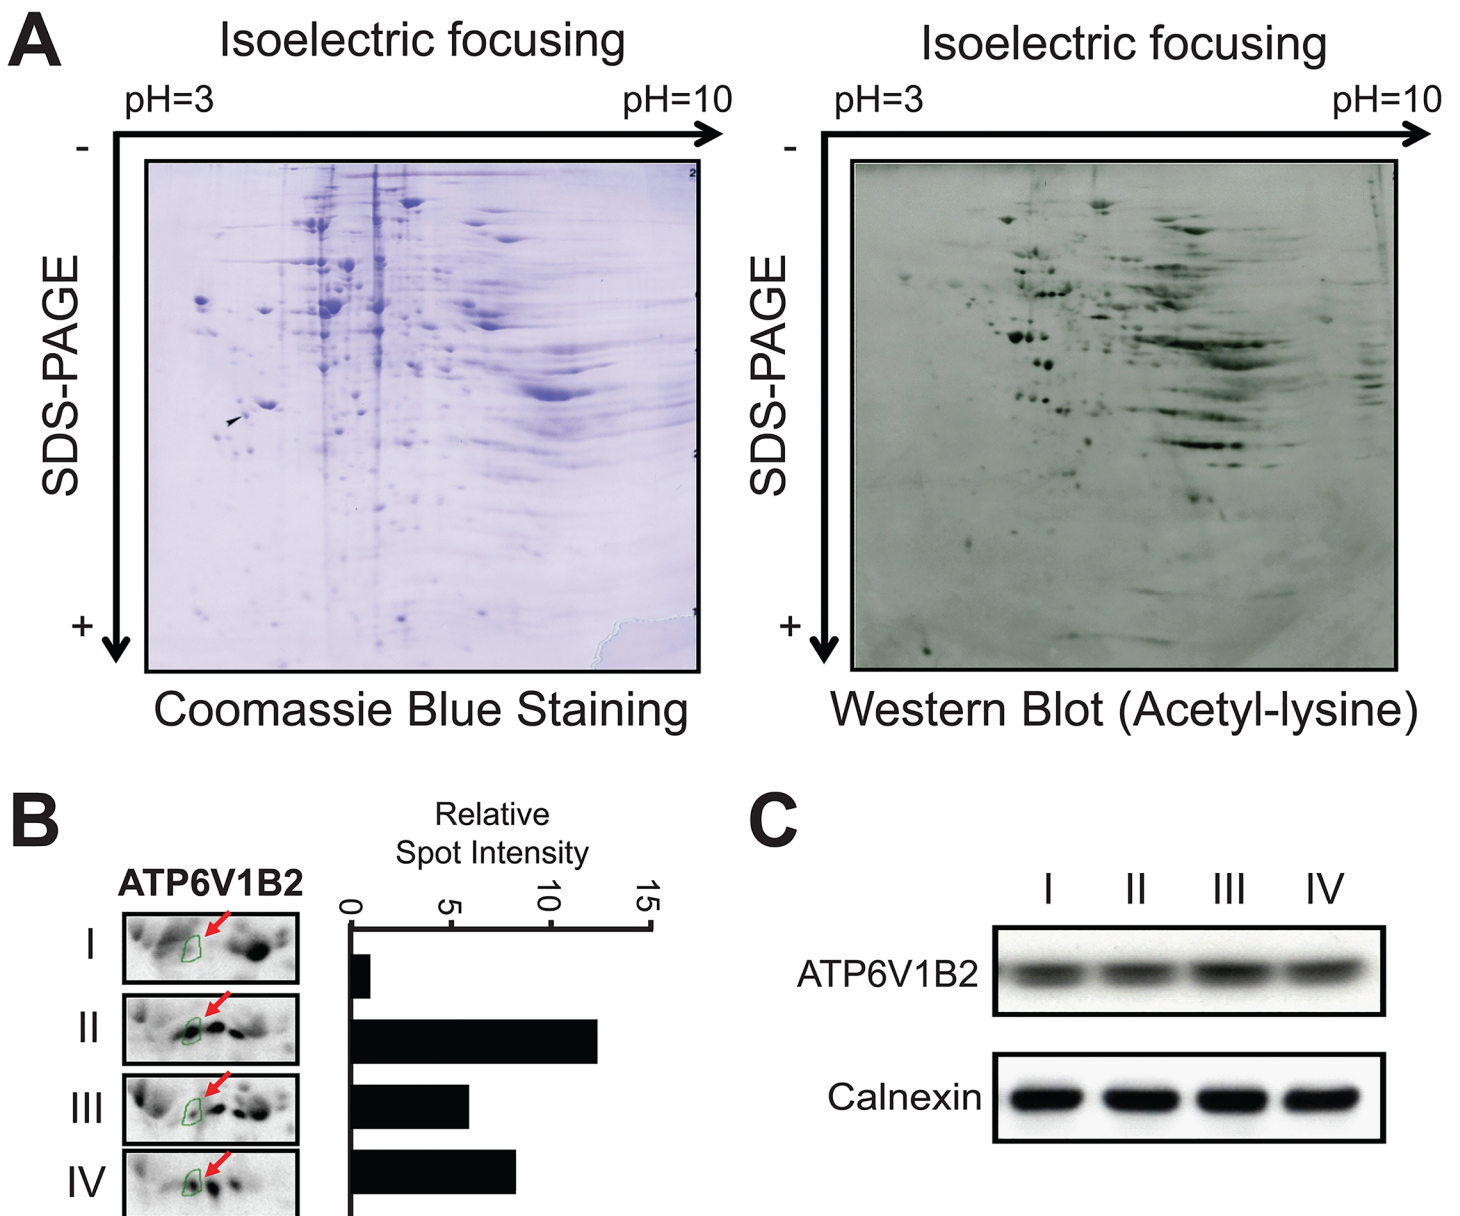 A
Isoelectric focusing
pH=3 pH=10
-
SDS-PAGE
+
Coomassie Blue Staining
Isoelectric focusing
pH=3 pH=10
-
SDS-PAGE
+
Western Blot (Acetyl-lysine)
B
Relative
Spot Intensity
ATP6V1B2
0 5 10 15
I
II
III
IV
C
I II III IV
ATP6V1B2
Calnexin